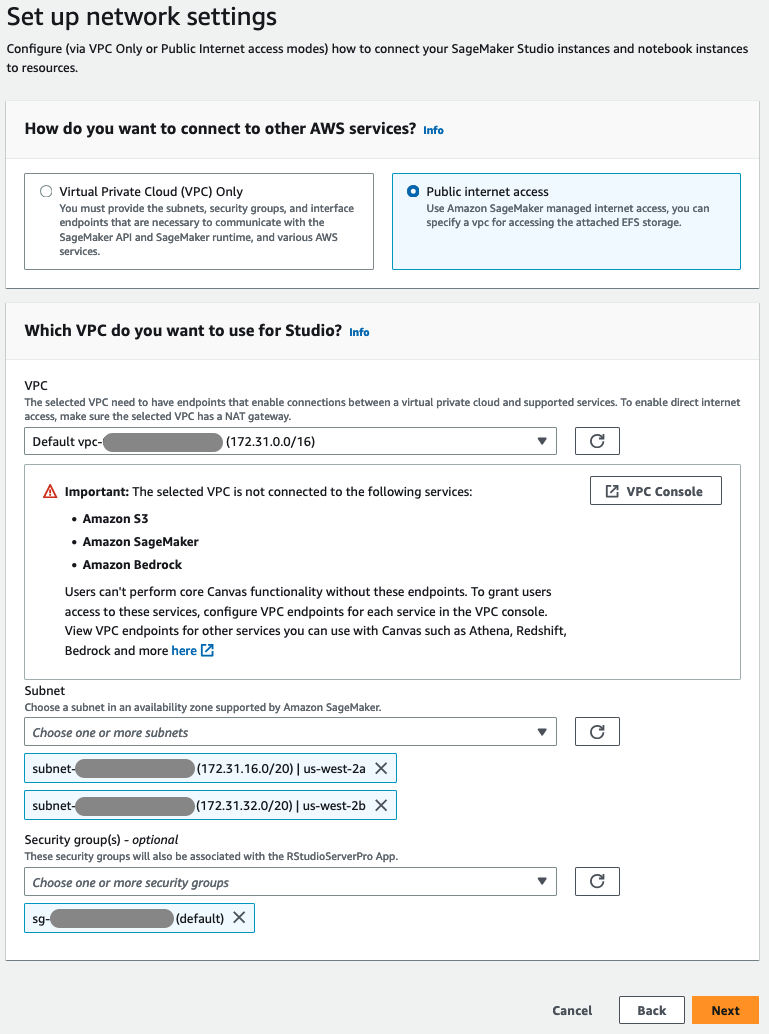 Set up network settings
Configure (via VPC Only or Public Internet access modes) how to connect your SageMaker Studio instances and notebook instances
to resources.
How do you want to connect to other AWS services? Info
Virtual Private Cloud (VPC) Only
You must provide the subnets, security groups, and interface
endpoints that are necessary to communicate with the
SageMaker API and SageMaker runtime, and various AWS
services.
Public internet access
Use Amazon SageMaker managed internet access, you can
specify a vpc for accessing the attached EFS storage.
Which VPC do you want to use for Studio? Info
VPC
The selected VPC need to have endpoints that enable connections between a virtual private cloud and supported services. To enable direct internet
access, make sure the selected VPC has a NAT gateway.
Default vpc- (172.31.0.0/16)
Important: The selected VPC is not connected to the following services:
VPC Console
• Amazon S3
• Amazon SageMaker
• Amazon Bedrock
Users can't perform core Canvas functionality without these endpoints. To grant users
access to these services, configure VPC endpoints for each service in the VPC console.
View VPC endpoints for other services you can use with Canvas such as Athena, Redshift,
Bedrock and more here
Subnet
Choose a subnet in an availability zone supported by Amazon SageMaker.
Choose one or more subnets
subnet- (172.31.16.0/20) | us-west-2a
subnet- (172.31.32.0/20) | us-west-2b
Security group(s) - optional
These security groups will also be associated with the RStudioServerPro App.
Choose one or more security groups
sg- (default)
Cancel
Back
Next